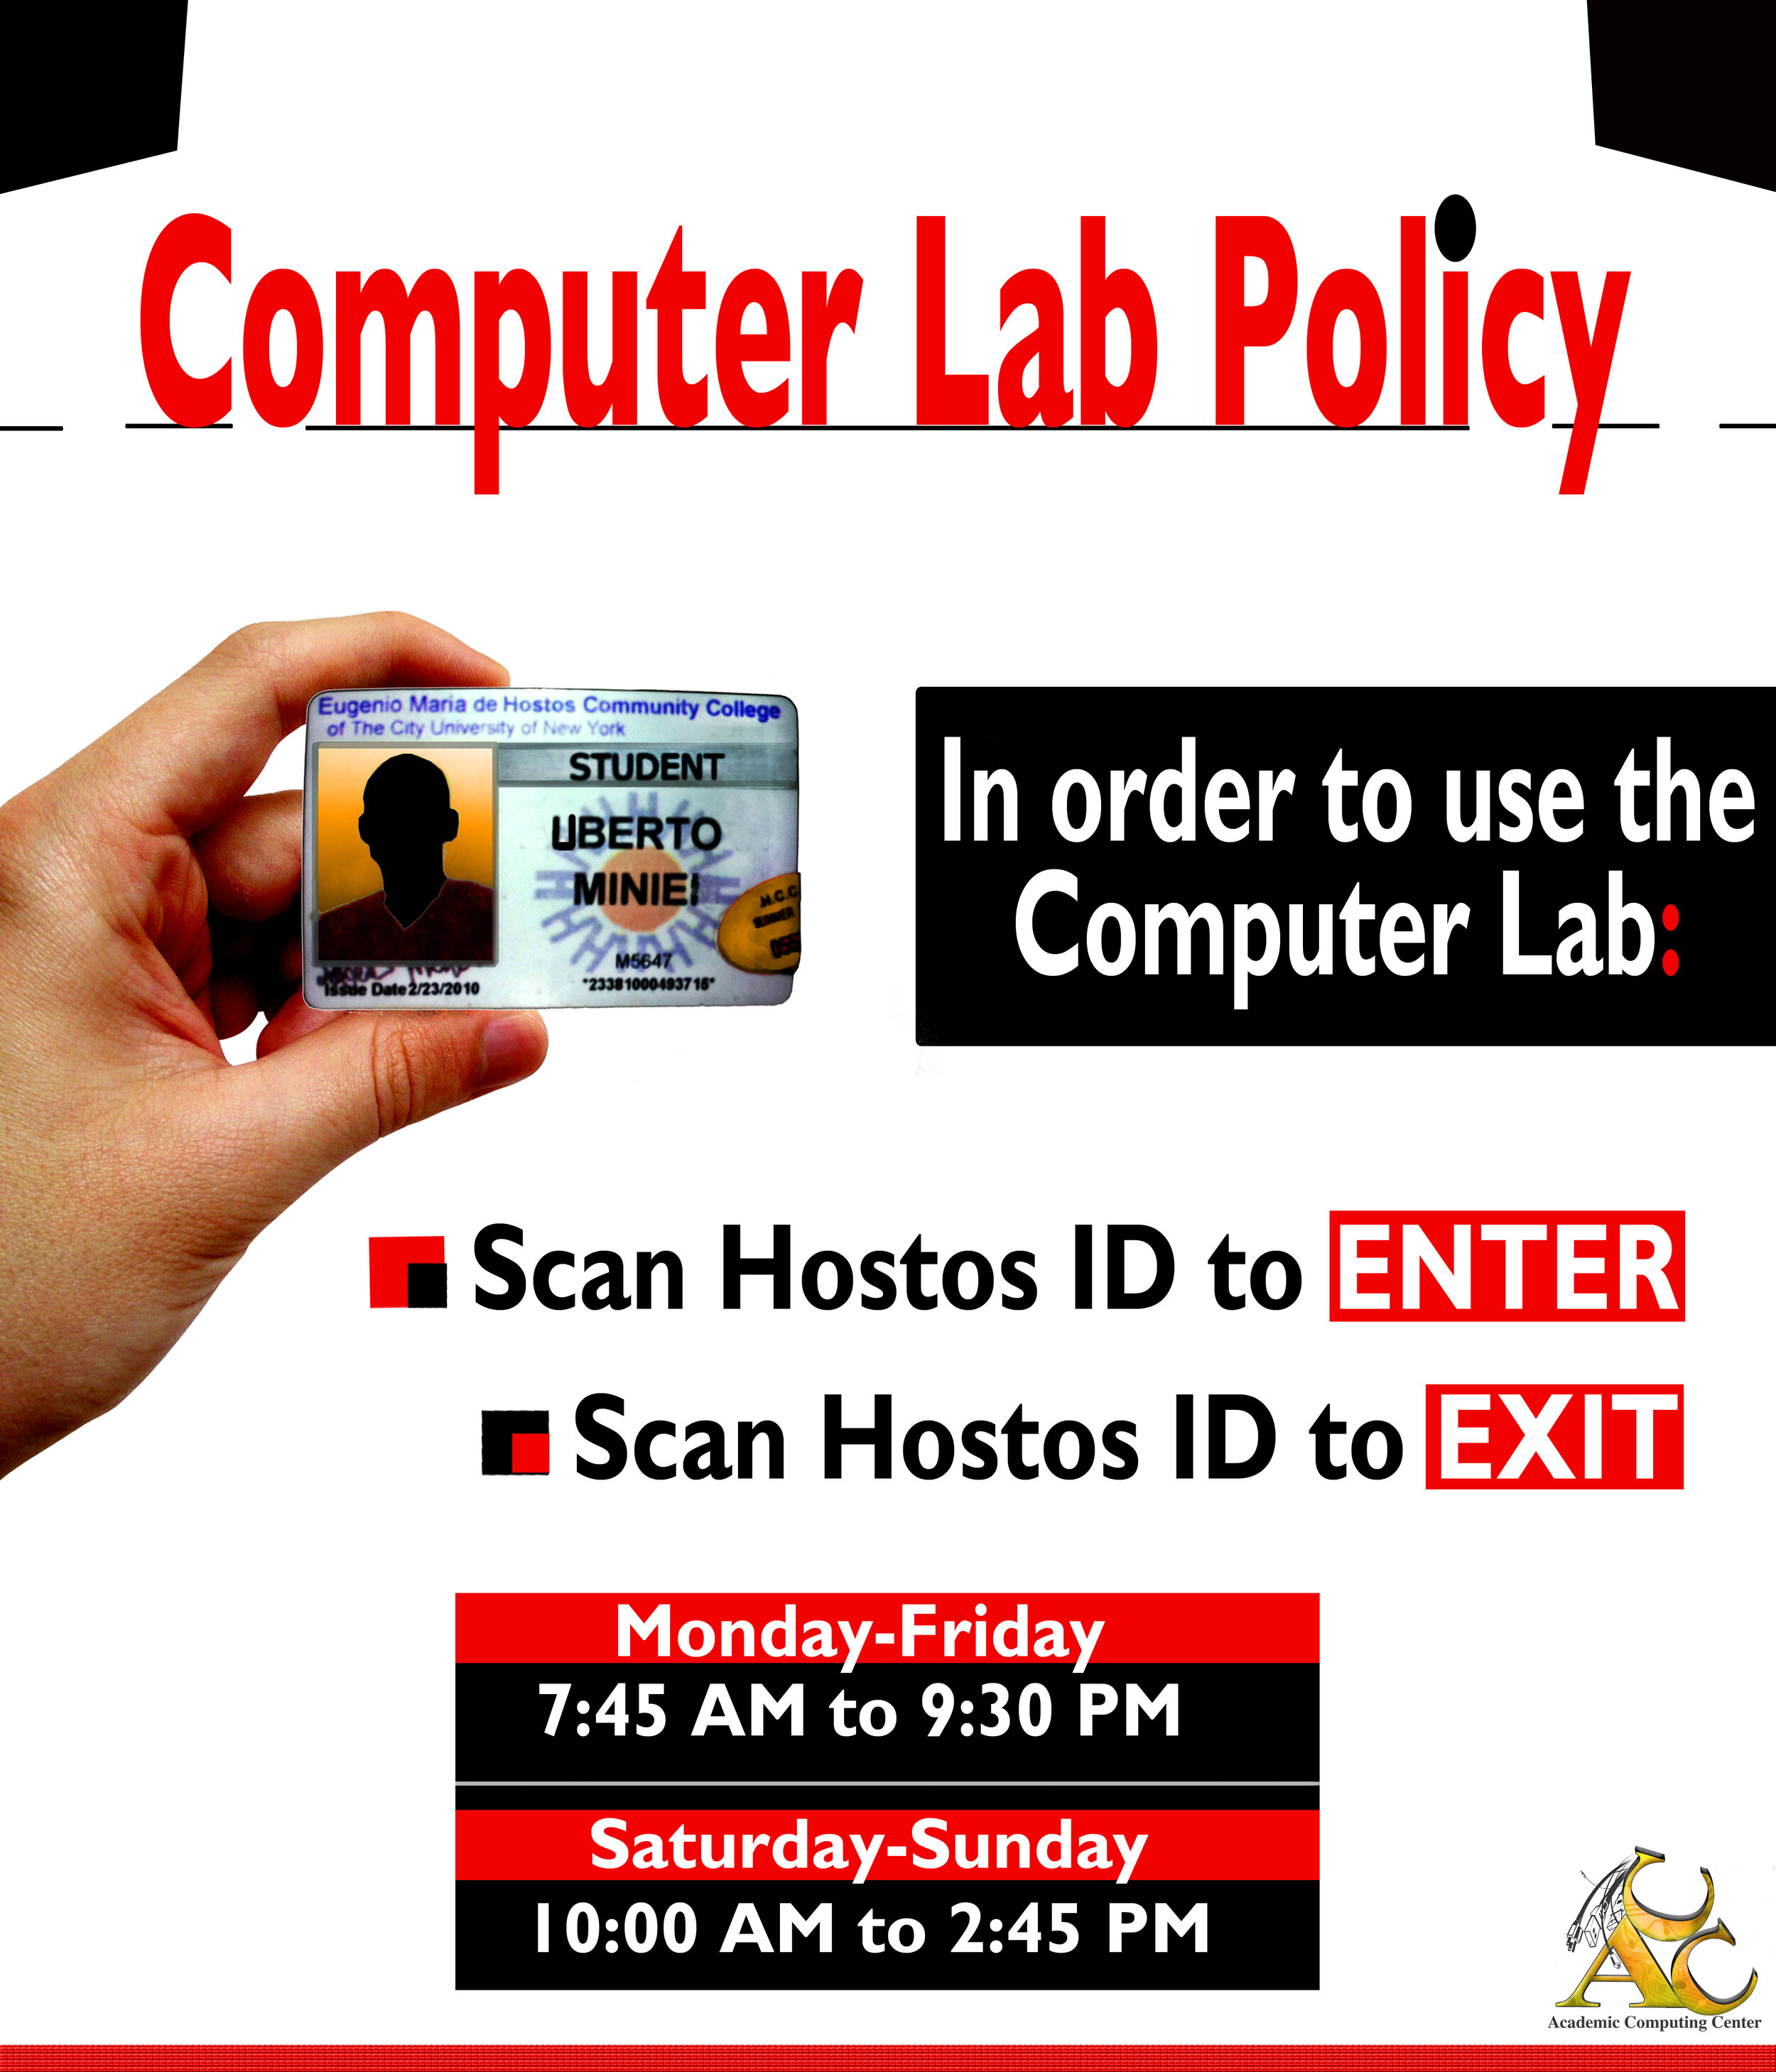 Computer Lab Policy
Eugenio Maria de Hostos Community College
of The City University of New York
STUDENT
UBERTO
MINIEI
H.C.C.
SUMMER
M5647
Issue Date 2/23/2010
*23381000493715*
In order to use the
Computer Lab:
Scan Hostos ID to ENTER
Scan Hostos ID to EXIT
Monday-Friday
7:45 AM to 9:30 PM
Saturday-Sunday
10:00 AM to 2:45 PM
ACC
Academic Computing Center